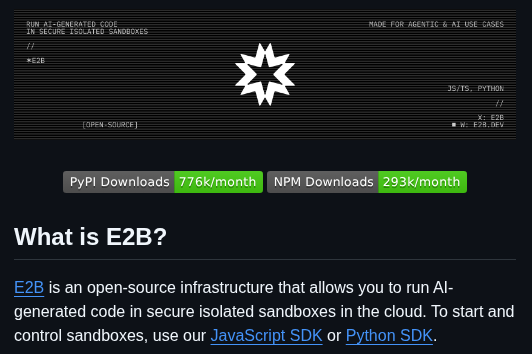 RUN AI-GENERATED CODE
IN SECURE ISOLATED SANDBOXES
//
✶E2B
MADE FOR AGENTIC & AI USE CASES
[OPEN-SOURCE]
JS/TS, PYTHON
//
X: E2B
■ W: E2B.DEV
PyPI Downloads 776k/month
NPM Downloads 293k/month
What is E2B?
E2B is an open-source infrastructure that allows you to run AI-
generated code in secure isolated sandboxes in the cloud. To start and
control sandboxes, use our JavaScript SDK or Python SDK.